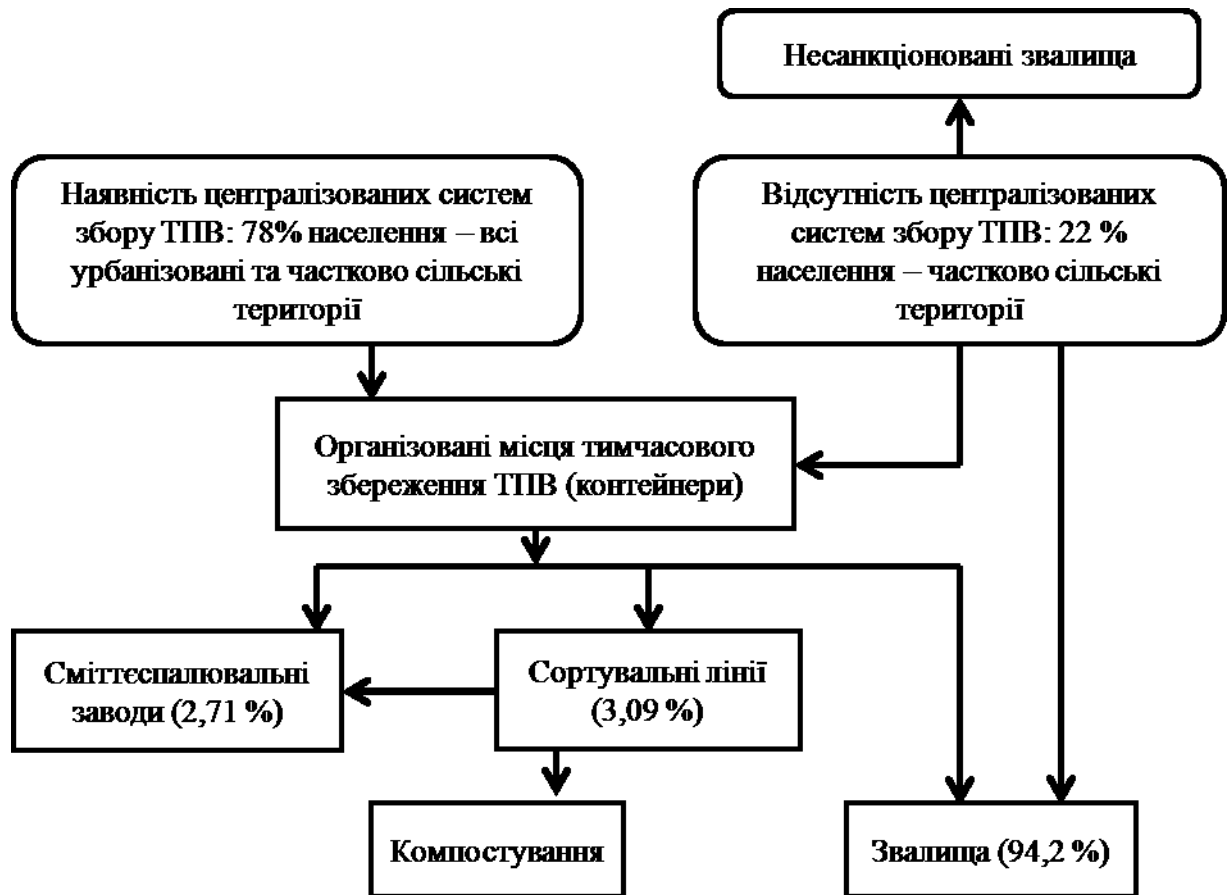 Несанкціоновані звалища
Наявність централізованих систем
збору ТПВ: 78% населення – всі
урбанізовані та частково сільські
території
Відсутність централізованих
систем збору ТПВ: 22 %
населення – частково сільські
території
Організовані місця тимчасового
збереження ТПВ (контейнери)
Сміттєспалювальні
заводи (2,71 %)
Сортувальні лінії
(3,09 %)
Компостування
Звалища (94,2 %)